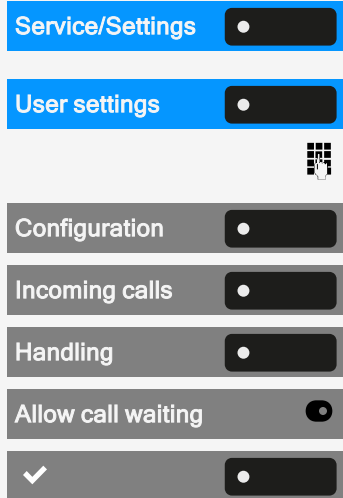 Service/Settings
User settings
Configuration
Incoming calls
Handling
Allow call waiting